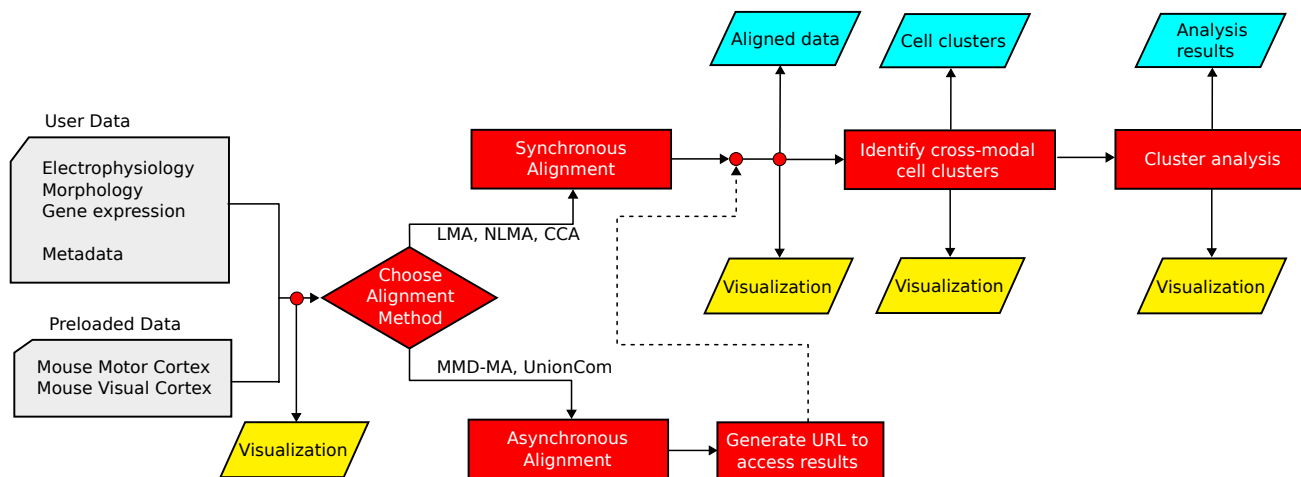 User Data
Electrophysiology
Morphology
Gene expression
Metadata
Preloaded Data
Mouse Motor Cortex
Mouse Visual Cortex
Visualization
Choose
Alignment
Method
LMA, NLMA, CCA
MMD-MA, UnionCom
Synchronous
Alignment
Asynchronous
Alignment
Generate URL to
access results
Aligned data
Visualization
Cell clusters
Identify cross-modal
cell clusters
Visualization
Analysis
results
Cluster analysis
Visualization